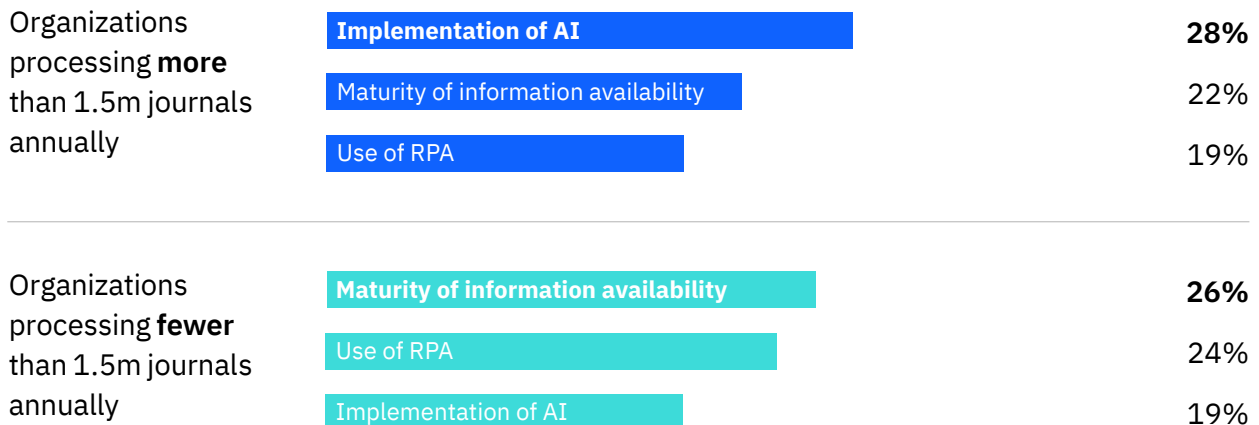 Organizations
processing more
than 1.5m journals
annually
Implementation of AI
28%
Maturity of information availability
22%
Use of RPA
19%
Organizations
processing fewer
than 1.5m journals
annually
Maturity of information availability
26%
Use of RPA
24%
Implementation of AI
19%